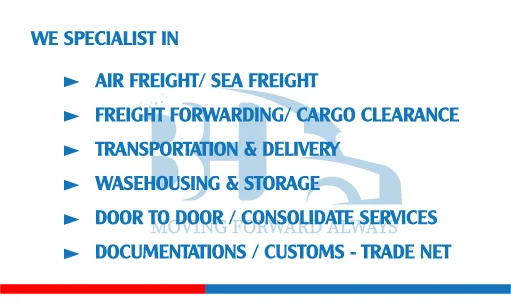 WE SPECIALIST IN
► AIR FREIGHT/ SEA FREIGHT
► FREIGHT FORWARDING/ CARGO CLEARANCE
► TRANSPORTATION & DELIVERY
► WASEHOUSING & STORAGE
► DOOR TO DOOR / CONSOLIDATE SERVICES
MOVING FORWARD ALWAYS
► DOCUMENTATIONS / CUSTOMS - TRADE NET